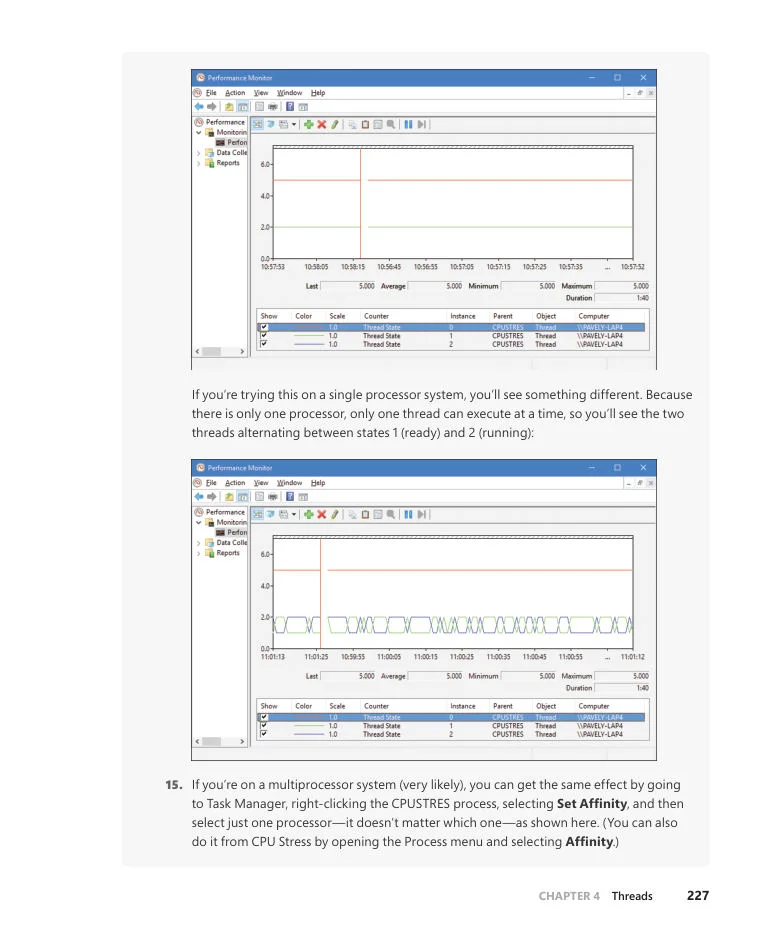 Performance Monitor
File Action View Window Help
Performance
Monitorin
Perfon
Data Colle
Reports
6.0
4.0
2.0
0.0
10:57:53 10:58:05 10:58:15 10:56:45 10:56:55 10:57:05 10:57:15 10:57:25 10:57:35 ... 10:57:52
Last 5.000 Average 5.000 Minimum 5.000 Maximum 5.000
Duration 1:40
Show Color Scale Counter Instance Parent Object Computer
1.0 Thread State 0 CPUSTRES Thread \\PAVELY-LAP4
1.0 Thread State 1 CPUSTRES Thread \\PAVELY-LAP4
1.0 Thread State 2 CPUSTRES Thread \\PAVELY-LAP4
If you’re trying this on a single processor system, you’ll see something different. Because
there is only one processor, only one thread can execute at a time, so you’ll see the two
threads alternating between states 1 (ready) and 2 (running):
Performance Monitor
File Action View Window Help
Performance
Monitorin
Perfon
Data Colle
Reports
6.0
4.0
2.0
0.0
11:01:13 11:01:25 10:59:55 11:00:05 11:00:15 11:00:25 11:00:35 11:00:45 11:00:55 ... 11:01:12
Last 5.000 Average 5.000 Minimum 5.000 Maximum 5.000
Duration 1:40
Show Color Scale Counter Instance Parent Object Computer
1.0 Thread State 0 CPUSTRES Thread \\PAVELY-LAP4
1.0 Thread State 1 CPUSTRES Thread \\PAVELY-LAP4
1.0 Thread State 2 CPUSTRES Thread \\PAVELY-LAP4
15. If you’re on a multiprocessor system (very likely), you can get the same effect by going
to Task Manager, right-clicking the CPUSTRES process, selecting Set Affinity, and then
select just one processor—it doesn’t matter which one—as shown here. (You can also
do it from CPU Stress by opening the Process menu and selecting Affinity.)
CHAPTER 4 Threads 227